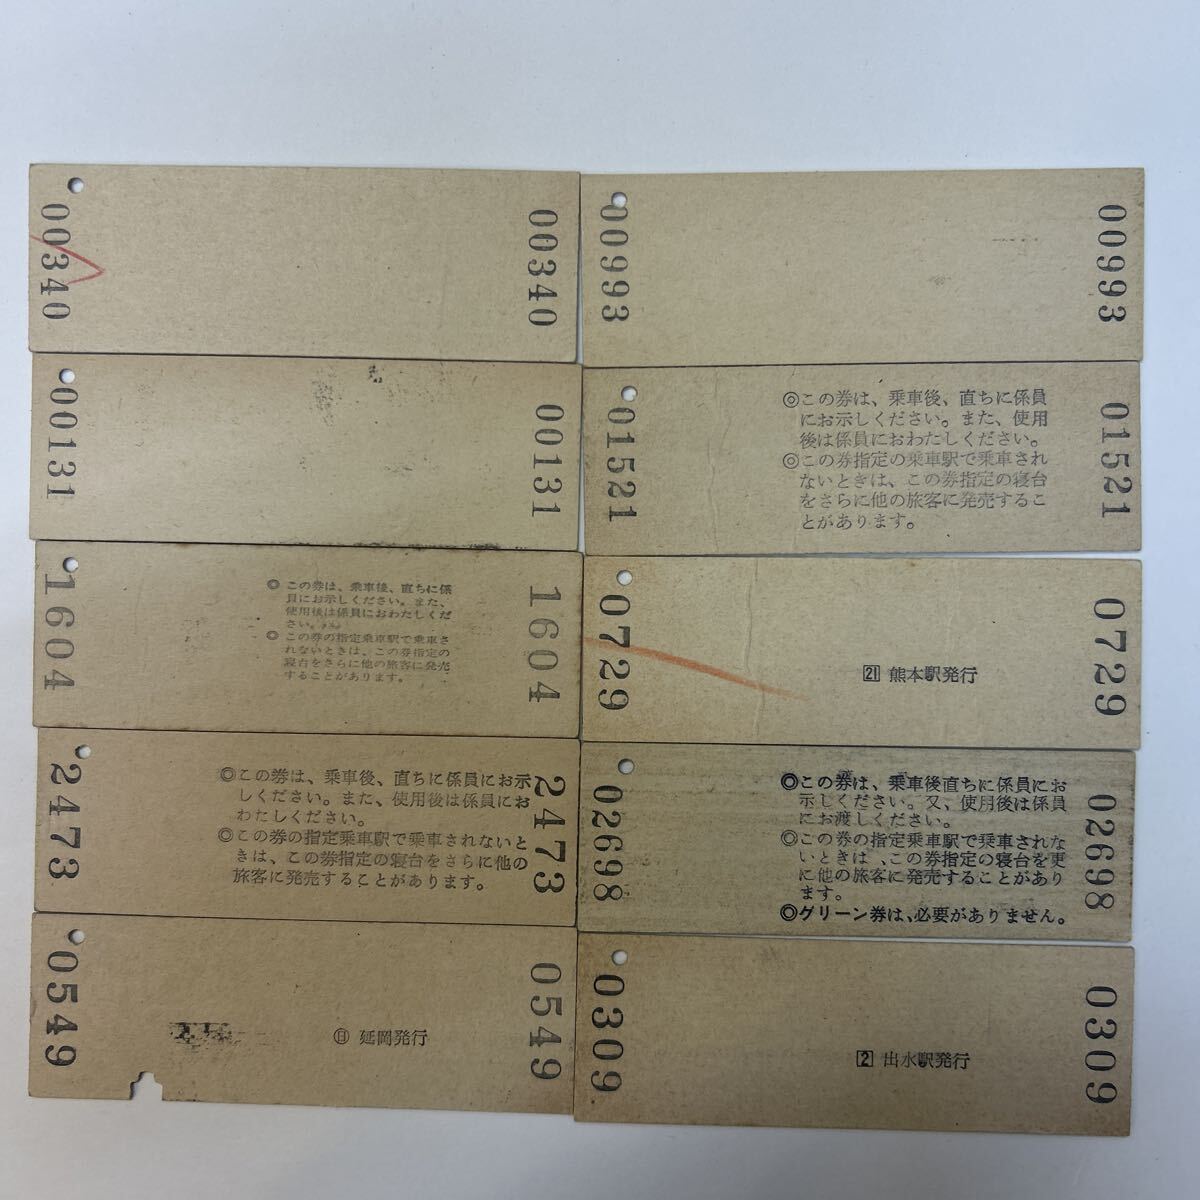 00340
00340
00993
00993
00131
00131
01521
◎この券は、乗車後、直ちに係員
にお示しください。また、使用
後は係員におわたしください。
◎この券指定の乗車駅で乗車され
ないときは、この券指定の寝台
をさらに他の旅客に発売するこ
とがあります。
01521
1604
◎ この券は、乗車後、直ちに係
員にお示しください。また、
使用後は係員におわたしくだ
さい。
◎ この券の指定乗車駅で乗車さ
れないときは、この券指定の
寝台をさらに他の旅客に発売
することがあります。
1604
0729
21 熊本駅発行
0729
2473
◎この券は、乗車後、直ちに係員にお示
しください。また、使用後は係員にお
わたしください。
◎この券の指定乗車駅で乗車されないと
きは、この券指定の寝台をさらに他の
旅客に発売することがあります。
2473
02698
◎この券は、乗車後直ちに係員にお
示しください。又、使用後は係員
にお渡しください。
◎この券の指定乗車駅で乗車されな
いときは、この券指定の寝台を更
に他の旅客に発売することがあり
ます。
◎グリーン券は、必要がありません。
02698
0549
㊐ 延岡発行
0549
0309
2 出水駅発行
0309